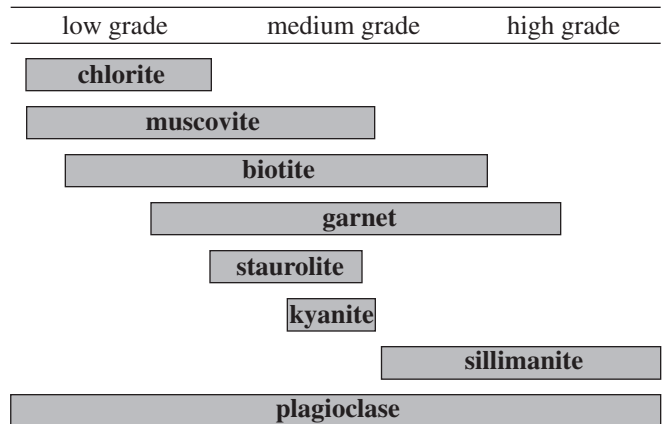 low grade medium grade high grade
chlorite
muscovite
biotite
garnet
staurolite
kyanite
sillimanite
plagioclase